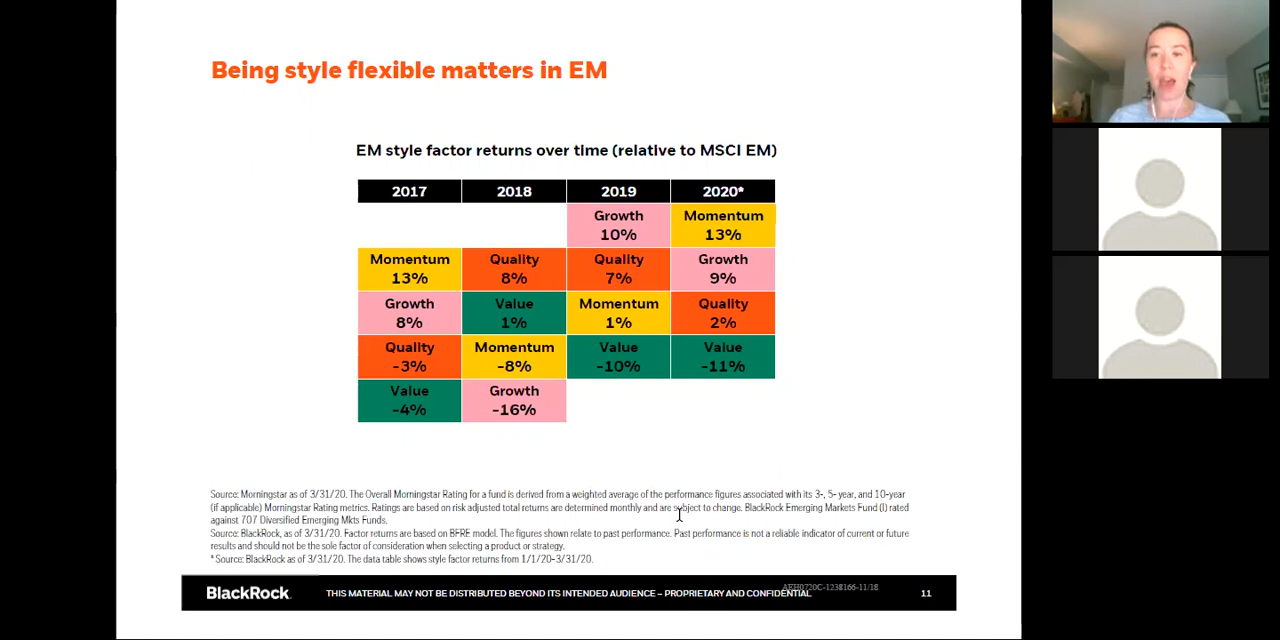 Being style flexible matters in EM
EM style factor returns over time (relative to MSCI EM)
2017 2018 2019 2020*
Growth Momentum
10% 13%
Momentum Quality Quality Growth
13% 8% 7% 9%
Growth Value Momentum Quality
8% 1% 1% 2%
Quality Momentum Value Value
-3% -8% -10% -11%
Value Growth
-4% -16%
Source: Morningstar as of 3/31/20. The Overall Morningstar Rating for a fund is derived from a weighted average of the performance figures associated with its 3-, 5- year, and 10-year
(if applicable) Morningstar Rating metrics. Ratings are based on risk adjusted total returns are determined monthly and are subject to change. BlackRock Emerging Markets Fund (I) rated
against 707 Diversified Emerging Mkts Funds.
Source: BlackRock, as of 3/31/20. Factor returns are based on BFRE model. The figures shown relate to past performance. Past performance is not a reliable indicator of current or future
results and should not be the sole factor of consideration when selecting a product or strategy.
* Source: BlackRock as of 3/31/20. The data table shows style factor returns from 1/1/20-3/31/20.
AEH0720C-1238166-11/18
BlackRock. THIS MATERIAL MAY NOT BE DISTRIBUTED BEYOND ITS INTENDED AUDIENCE – PROPRIETARY AND CONFIDENTIAL 11